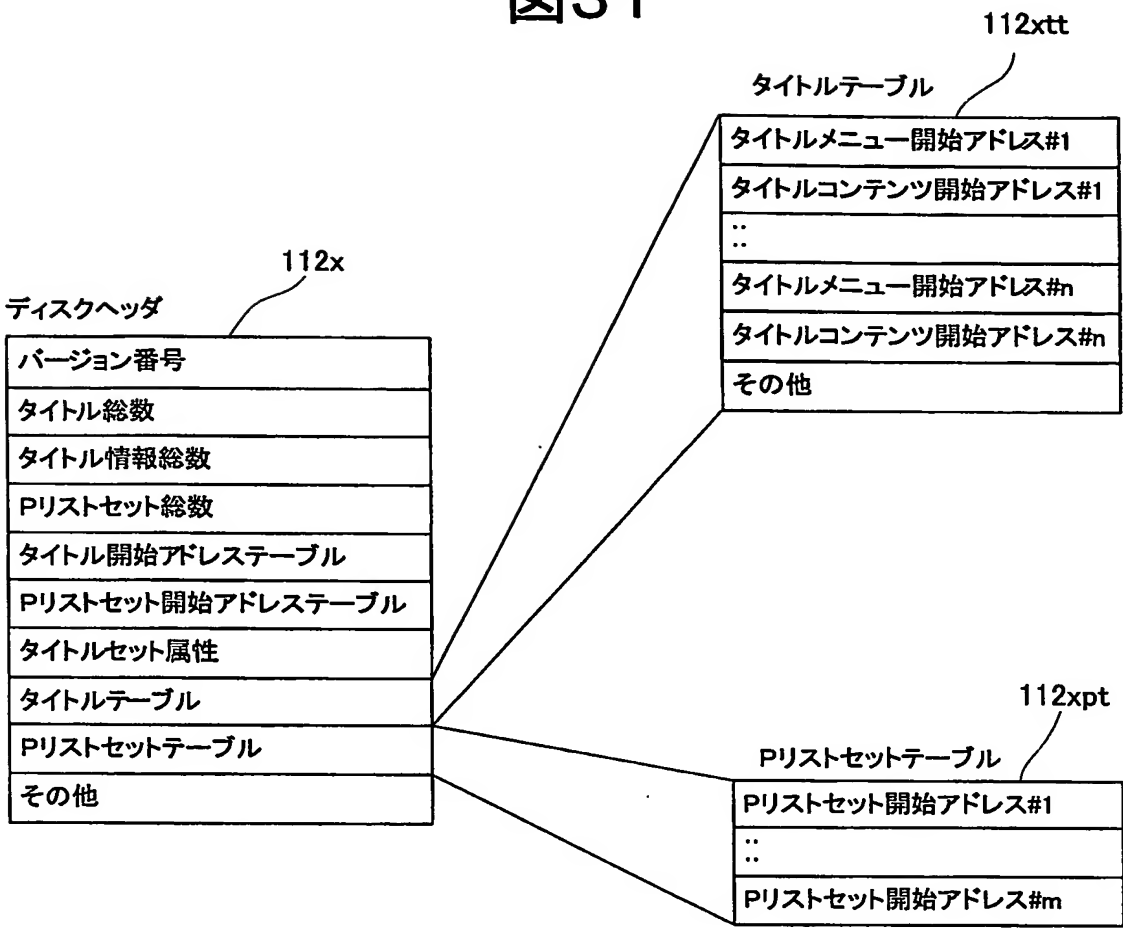 図31
112xtt
タイトルテーブル
タイトルメニュー開始アドレス#1
タイトルコンテンツ開始アドレス#1
::
タイトルメニュー開始アドレス#n
タイトルコンテンツ開始アドレス#n
その他
112x
ディスクヘッダ
バージョン番号
タイトル総数
タイトル情報総数
Pリストセット総数
タイトル開始アドレステーブル
Pリストセット開始アドレステーブル
タイトルセット属性
タイトルテーブル
Pリストセットテーブル
その他
112xpt
Pリストセットテーブル
Pリストセット開始アドレス#1
::
Pリストセット開始アドレス#m